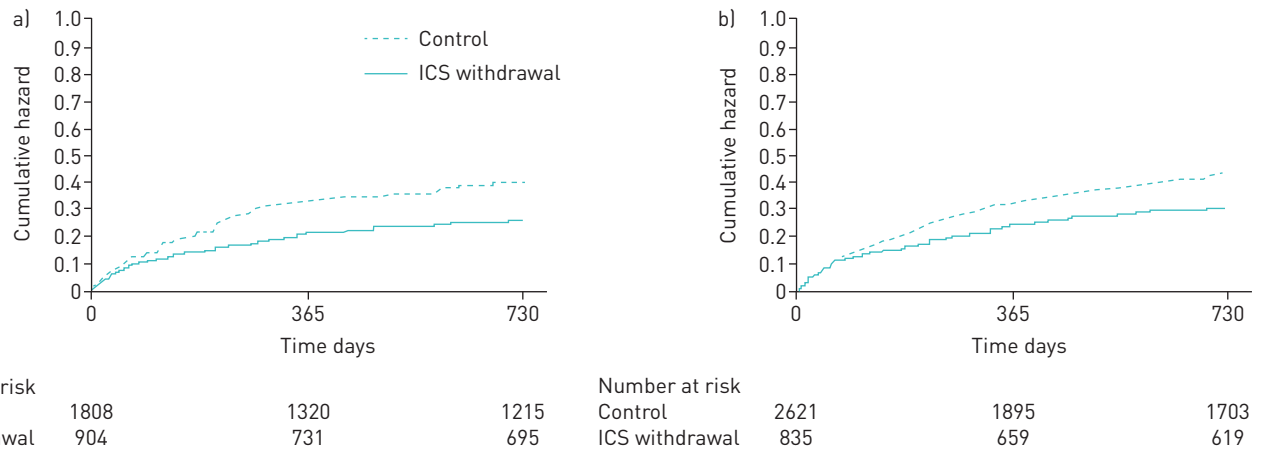 a)
Cumulative hazard
1.0
0.9
0.8
0.7
0.6
0.5
0.4
0.3
0.2
0.1
0
Control
ICS withdrawal
0 365 730
Time days
risk
1808 1320 1215
904 731 695
b)
Cumulative hazard
1.0
0.9
0.8
0.7
0.6
0.5
0.4
0.3
0.2
0.1
0
0 365 730
Time days
Number at risk
Control 2621 1895 1703
ICS withdrawal 835 659 619